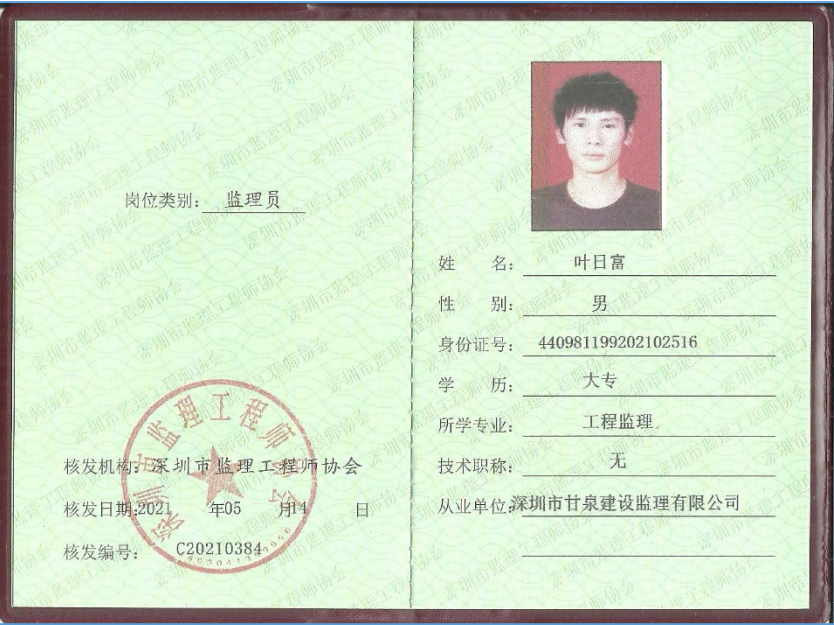 岗位类别： 监理员
核发机构：深圳市监理工程师协会
核发日期：2021 年05 月14 日
核发编号： C20210384
深圳市监理工程师协会
姓 名： 叶日富
性 别： 男
身份证号： 440981199202102516
学 历： 大专
所学专业： 工程监理
技术职称： 无
从业单位：深圳市甘泉建设监理有限公司